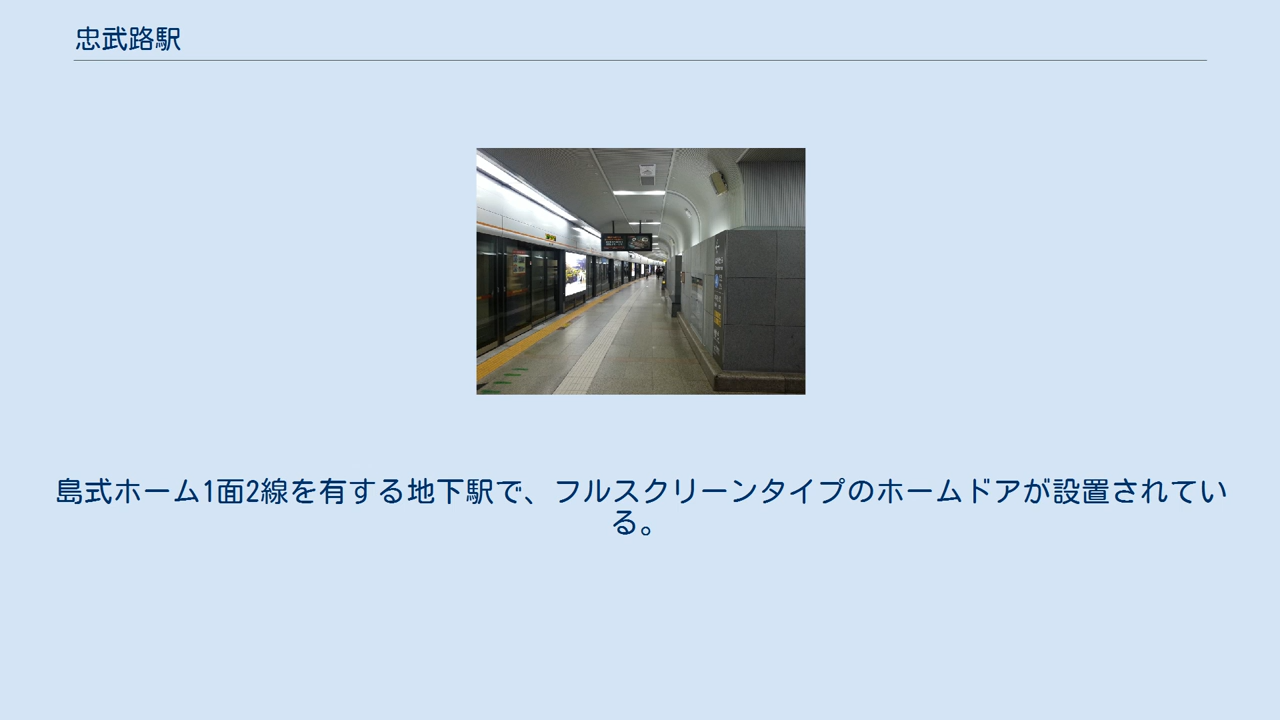 忠武路駅
島式ホーム1面2線を有する地下駅で、フルスクリーンタイプのホームドアが設置されてい
る。